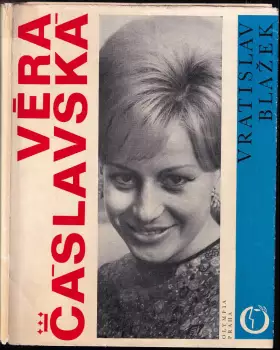 VĚRA
ČÁSLAVSKÁ
VRATISLAV
BLAŽEK
OLYMPIA
PRAHA